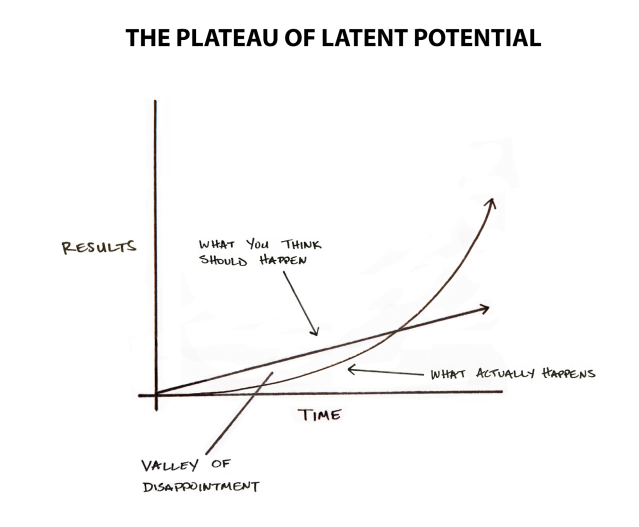 THE PLATEAU OF LATENT POTENTIAL
RESULTS
WHAT YOU THINK
SHOULD HAPPEN
WHAT ACTUALLY HAPPENS
TIME
VALLEY OF
DISAPPOINTMENT